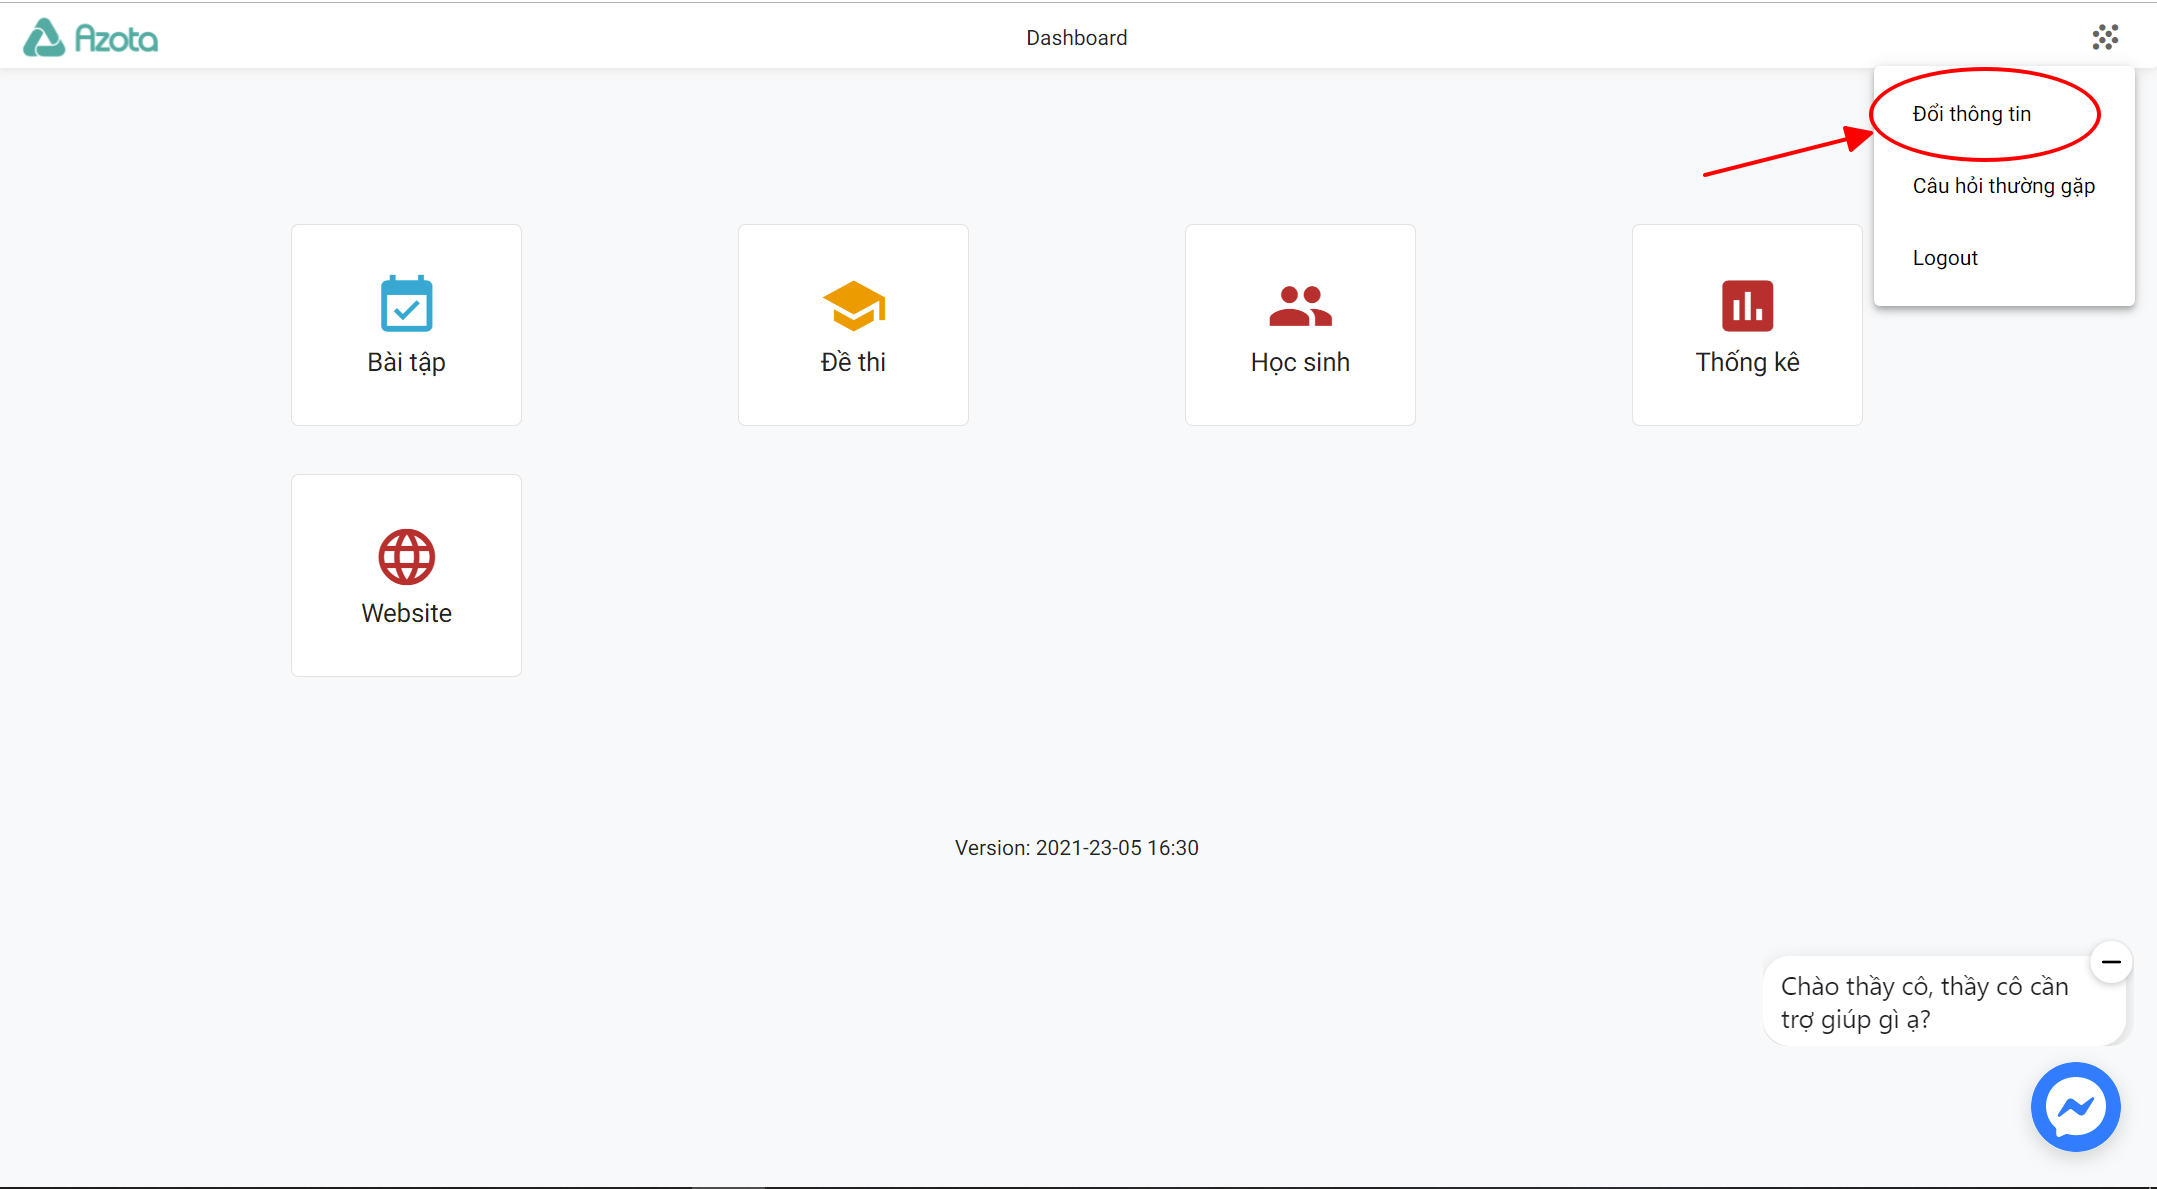 Azota
Dashboard
Đổi thông tin
Câu hỏi thường gặp
Logout
Bài tập
Đề thi
Học sinh
Thống kê
Website
Version: 2021-23-05 16:30
Chào thầy cô, thầy cô cần
trợ giúp gì ạ?